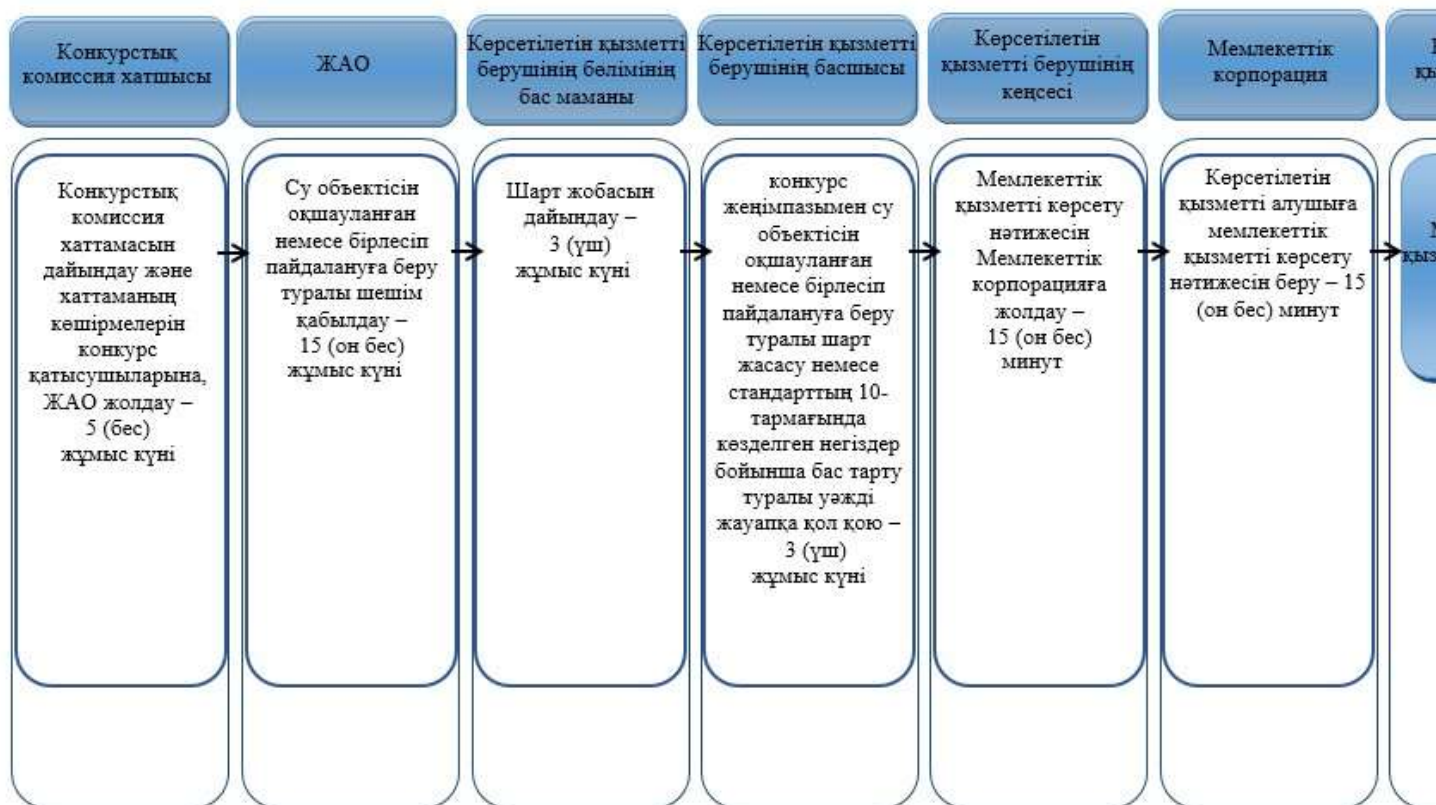 Конкурстық
комиссия хатшысы
ЖАО
Көрсетілетін қызметті
берушінің бөлімінің
бас маманы
Көрсетілетін қызметті
берушінің басшысы
Көрсетілетін
қызметті берушінің
кеңсесі
Мемлекеттік
корпорация
Конкурстық
комиссия
хаттамасын
дайындау және
хаттаманың
көшірмелерін
конкурс
қатысушыларына,
ЖАО жолдау –
5 (бес)
жұмыс күні
Су объектісін
оқшауланған
немесе бірлесіп
пайдалануға беру
туралы шешім
қабылдау –
15 (он бес)
жұмыс күні
Шарт жобасын
дайындау –
3 (үш)
жұмыс күні
конкурс
жеңімпазымен су
объектісін
оқшауланған
немесе бірлесіп
пайдалануға беру
туралы шарт
жасасу немесе
стандарттың 10-
тармағында
көзделген негіздер
бойынша бас тарту
туралы уәжді
жауапқа қол қою –
3 (үш)
жұмыс күні
Мемлекеттік
қызметті көрсету
нәтижесін
Мемлекеттік
корпорацияға
жолдау –
15 (он бес)
минут
Көрсетілетін
қызметті алушыға
мемлекеттік
қызметті көрсету
нәтижесін беру – 15
(он бес) минут